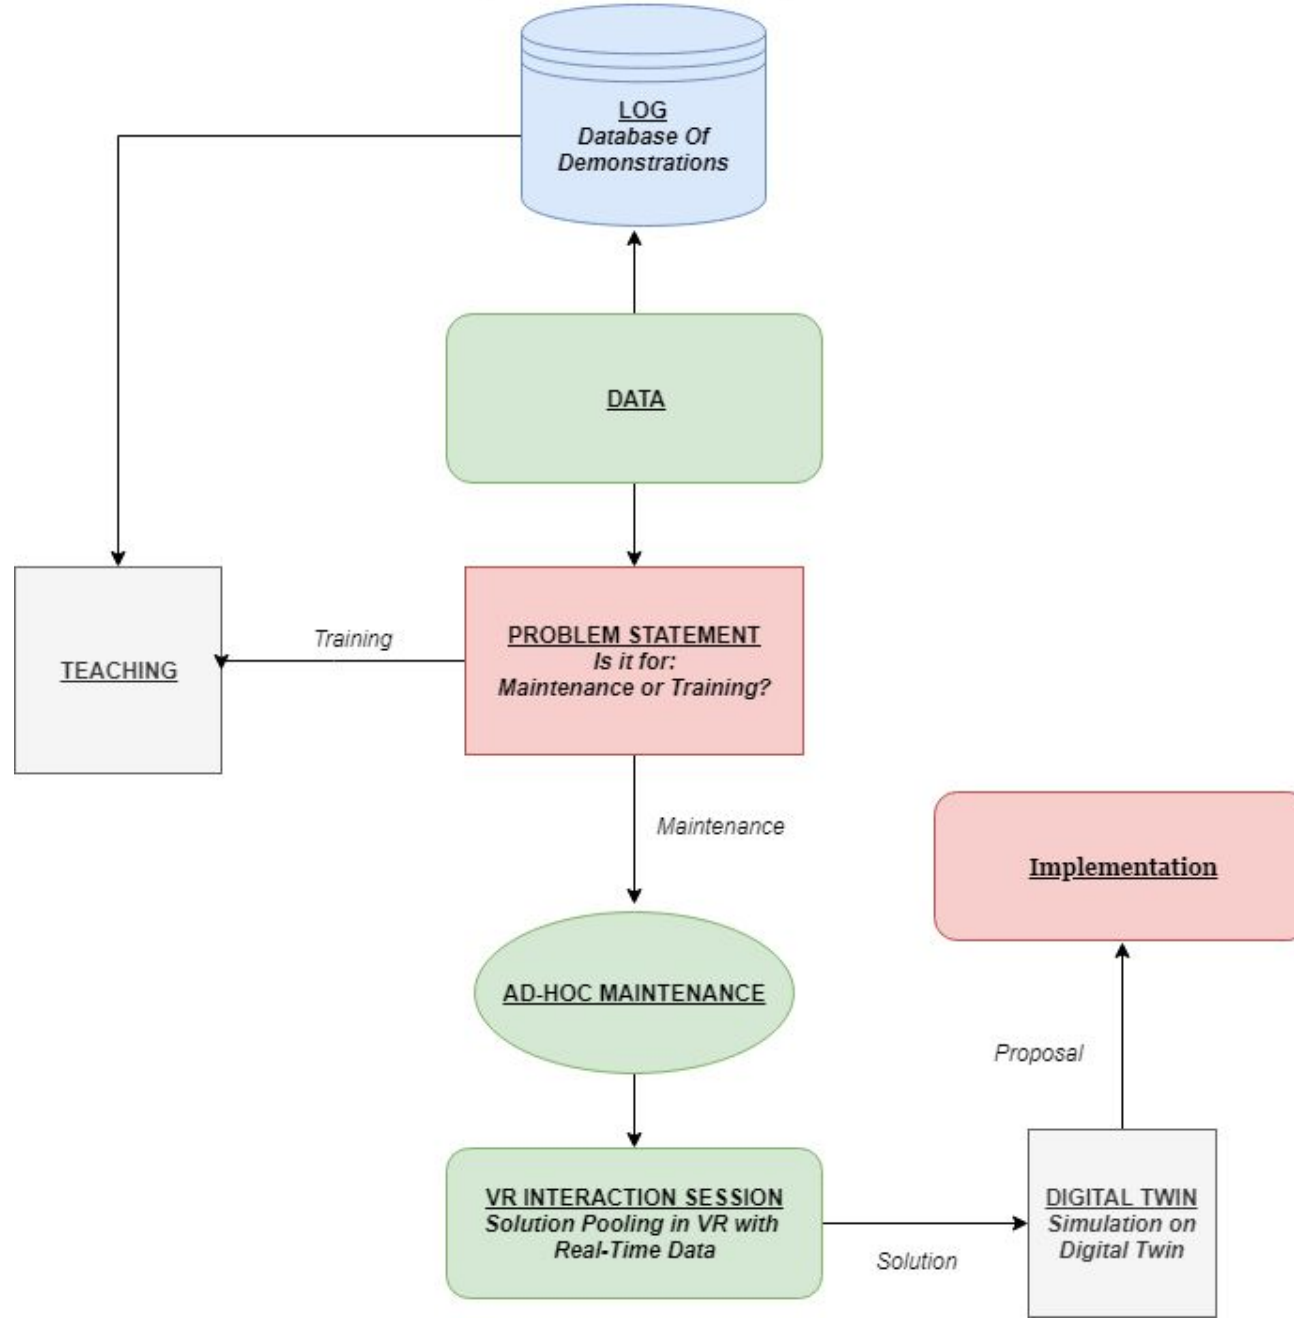 LOG
Database Of
Demonstrations
DATA
TEACHING
Training
PROBLEM STATEMENT
Is it for:
Maintenance or Training?
Maintenance
Implementation
AD-HOC MAINTENANCE
Proposal
VR INTERACTION SESSION
Solution Pooling in VR with
Real-Time Data
Solution
DIGITAL TWIN
Simulation on
Digital Twin